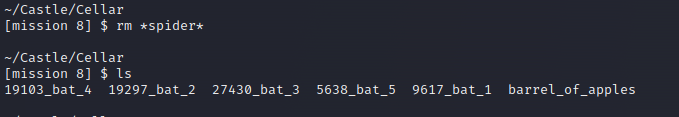 ~/Castle/Cellar
[mission 8] $ rm *spider*
~/Castle/Cellar
[mission 8] $ ls
19103_bat_4  19297_bat_2  27430_bat_3  5638_bat_5  9617_bat_1  barrel_of_apples